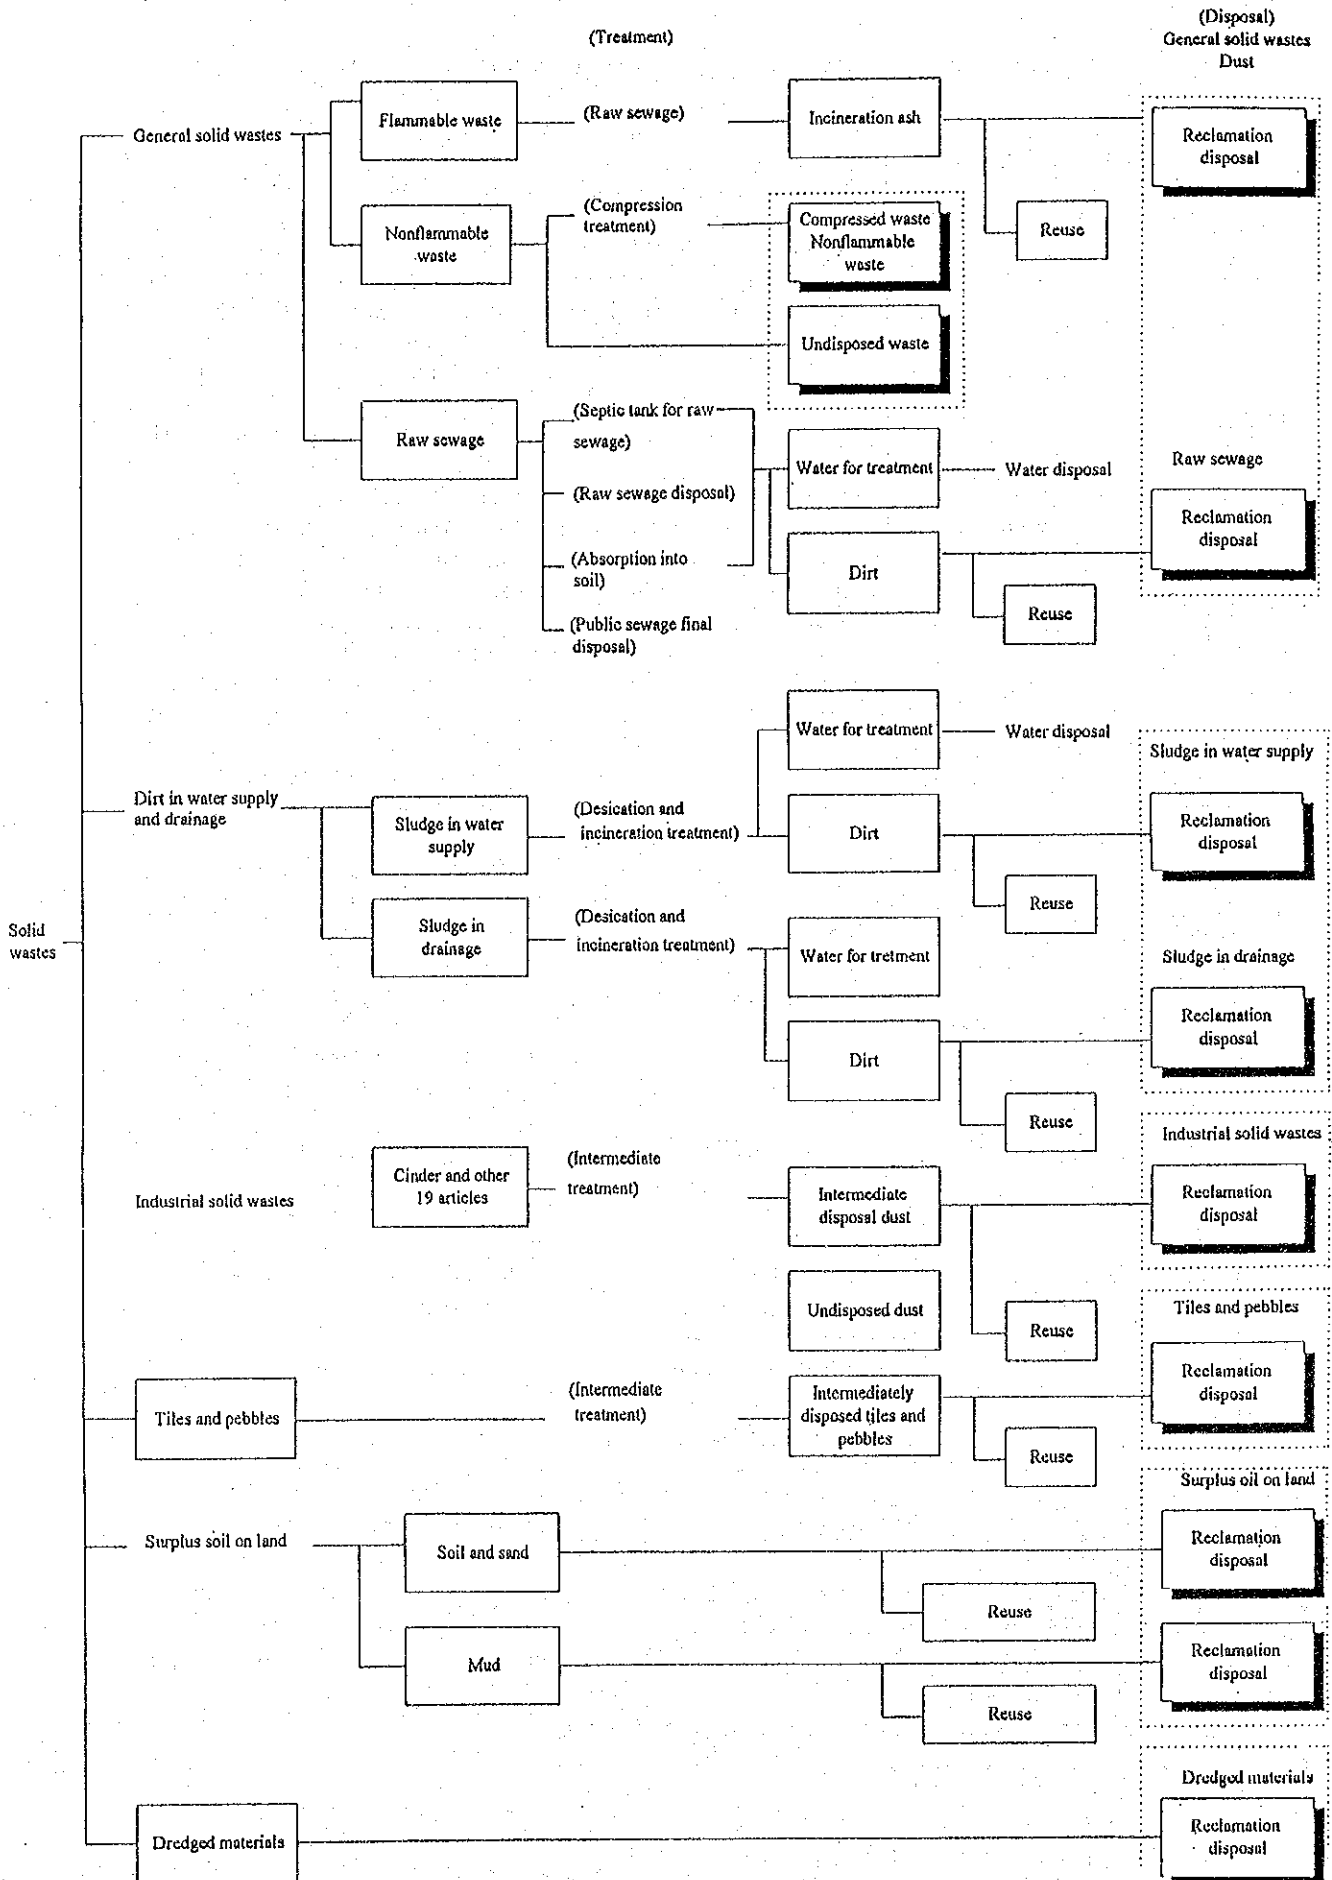 (Disposal)
General solid wastes
Dust
(Treatment)
General solid wastes
Flammable waste
(Raw sewage)
Incineration ash
Reclamation
disposal
Reuse
Nonflammable
waste
(Compression
treatment)
Compressed waste
Nonflammable
waste
Undisposed waste
Raw sewage
(Septic tank for raw
sewage)
(Raw sewage disposal)
(Absorption into
soil)
(Public sewage final
disposal)
Water for treatment
Water disposal
Dirt
Reuse
Raw sewage
Reclamation
disposal
Water for treatment
Water disposal
Dirt in water supply
and drainage
Sludge in water
supply
(Desication and
incineration treatment)
Dirt
Reuse
Sludge in water supply
Reclamation
disposal
Solid
wastes
Sludge in
drainage
(Desication and
incineration treatment)
Water for tretment
Dirt
Reuse
Sludge in drainage
Reclamation
disposal
Industrial solid wastes
Cinder and other
19 articles
(Intermediate
treatment)
Intermediate
disposal dust
Undisposed dust
Reuse
Industrial solid wastes
Reclamation
disposal
Tiles and pebbles
(Intermediate
treatment)
Intermediately
disposed tiles and
pebbles
Reuse
Tiles and pebbles
Reclamation
disposal
Surplus soil on land
Soil and sand
Reuse
Surplus oil on land
Reclamation
disposal
Mud
Reuse
Reclamation
disposal
Dredged materials
Dredged materials
Reclamation
disposal